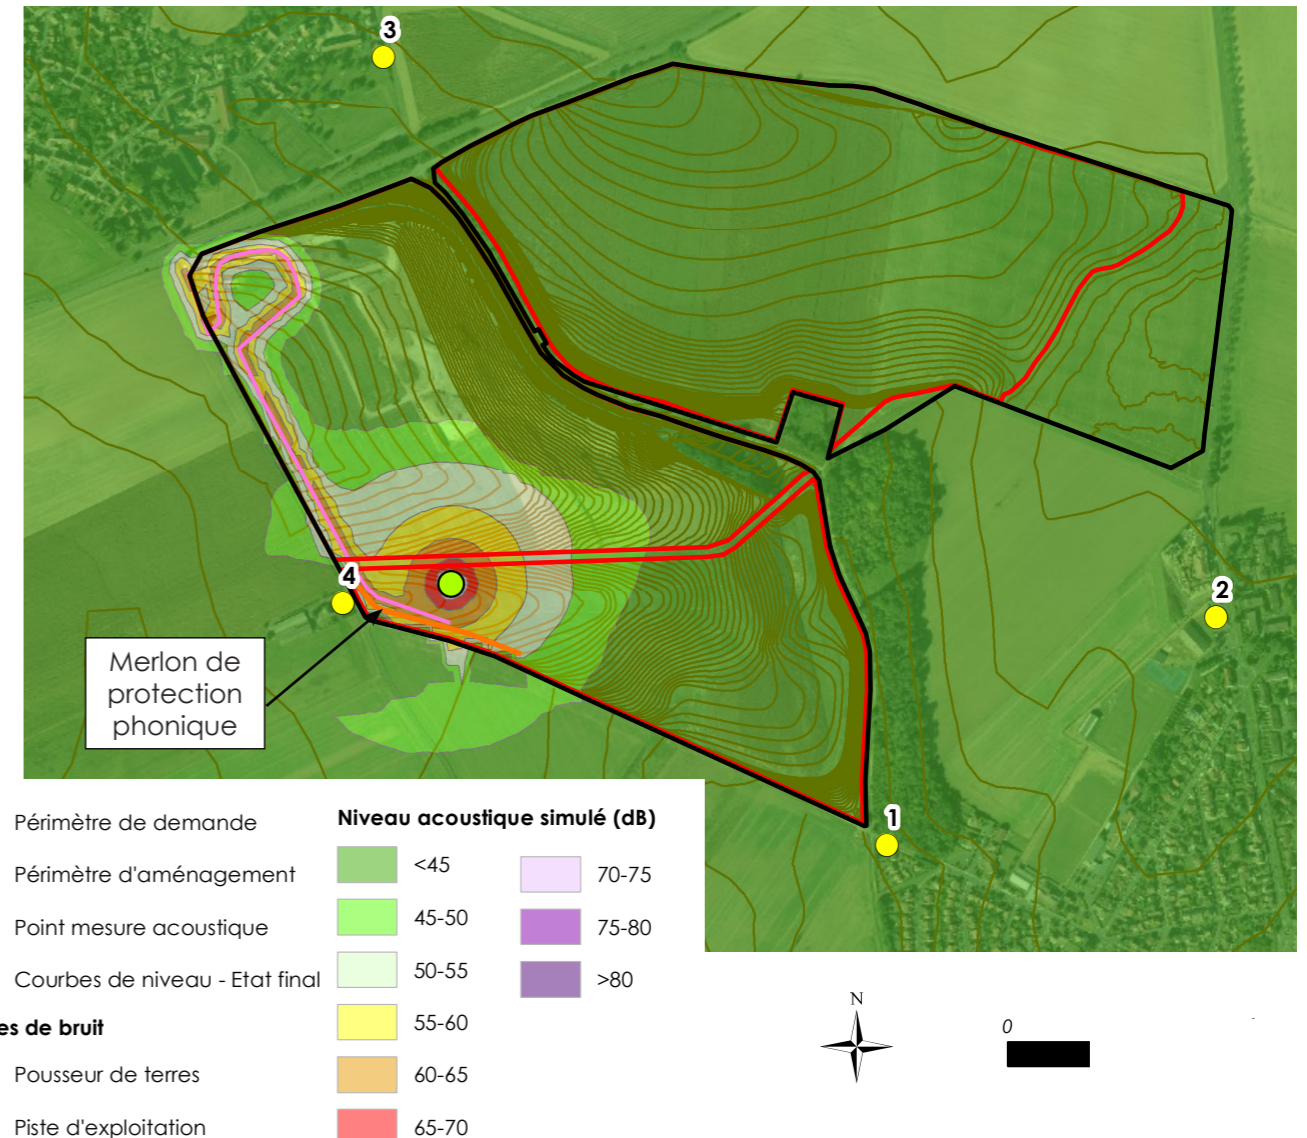 3
4
2
Merlon de
protection
phonique
1
Périmètre de demande
Périmètre d'aménagement
Point mesure acoustique
Courbes de niveau - Etat final
es de bruit
Pousseur de terres
Piste d'exploitation
Niveau acoustique simulé (dB)
<45
45-50
50-55
55-60
60-65
65-70
70-75
75-80
>80
N
0